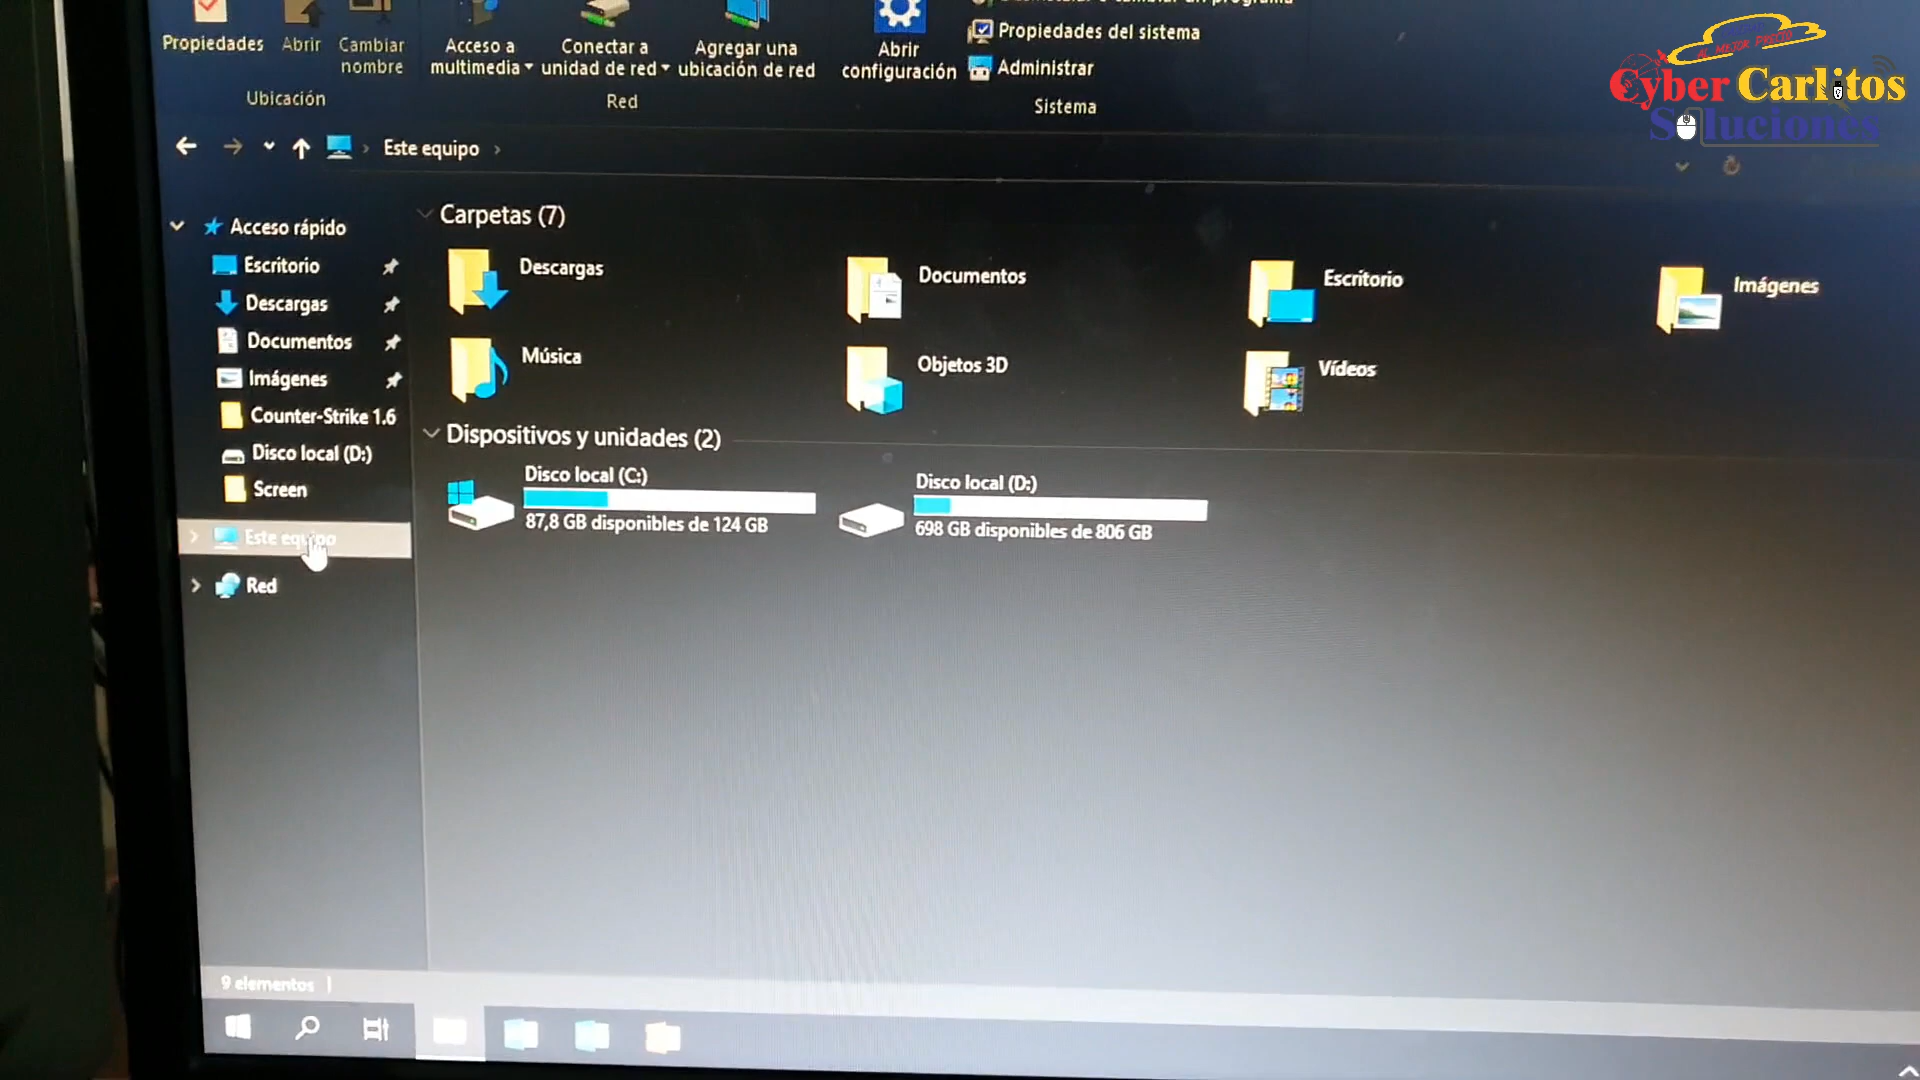 Propiedades
Abrir
Cambiar
nombre
Acceso a
multimedia
Conectar a
unidad de red
Agregar una
ubicación de red
Abrir
configuración
Propiedades del sistema
Administrar
Ubicación
Red
Sistema
AL MEJOR PRECIO
Cyber Carlitos
Soluciones
Este equipo
Acceso rápido
Escritorio
Descargas
Documentos
Imágenes
Counter-Strike 1.6
Disco local (D:)
Screen
Este equipo
Red
Carpetas (7)
Descargas
Documentos
Escritorio
Imágenes
Música
Objetos 3D
Vídeos
Dispositivos y unidades (2)
Disco local (C:)
87,8 GB disponibles de 124 GB
Disco local (D:)
698 GB disponibles de 806 GB
9 elementos